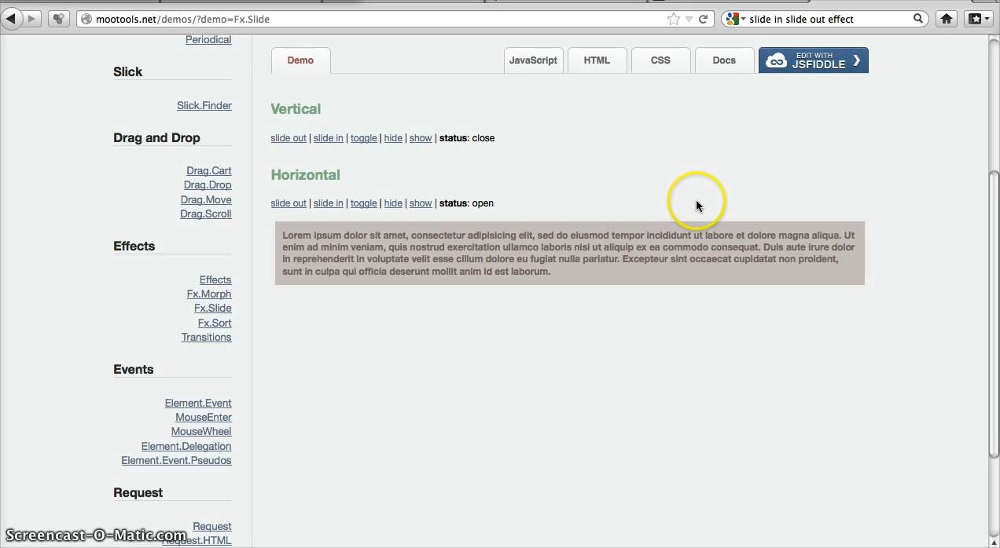 mootools.net/demos/?demo=Fx.Slide
slide in slide out effect
Periodical
Slick
Slick.Finder
Drag and Drop
Drag.Cart
Drag.Drop
Drag.Move
Drag.Scroll
Effects
Effects
Fx.Morph
Fx.Slide
Fx.Sort
Transitions
Events
Element.Event
MouseEnter
MouseWheel
Element.Delegation
Element.Event.Pseudos
Request
Request
Request.HTML
Demo
JavaScript
HTML
CSS
Docs
EDIT WITH
JSFIDDLE
Vertical
slide out | slide in | toggle | hide | show | status: close
Horizontal
slide out | slide in | toggle | hide | show | status: open
Lorem ipsum dolor sit amet, consectetur adipisicing elit, sed do eiusmod tempor incididunt ut labore et dolore magna aliqua. Ut
enim ad minim veniam, quis nostrud exercitation ullamco laboris nisi ut aliquip ex ea commodo consequat. Duis aute irure dolor
in reprehenderit in voluptate velit esse cillum dolore eu fugiat nulla pariatur. Excepteur sint occaecat cupidatat non proident,
sunt in culpa qui officia deserunt mollit anim id est laborum.
Screencast-O-Matic.com